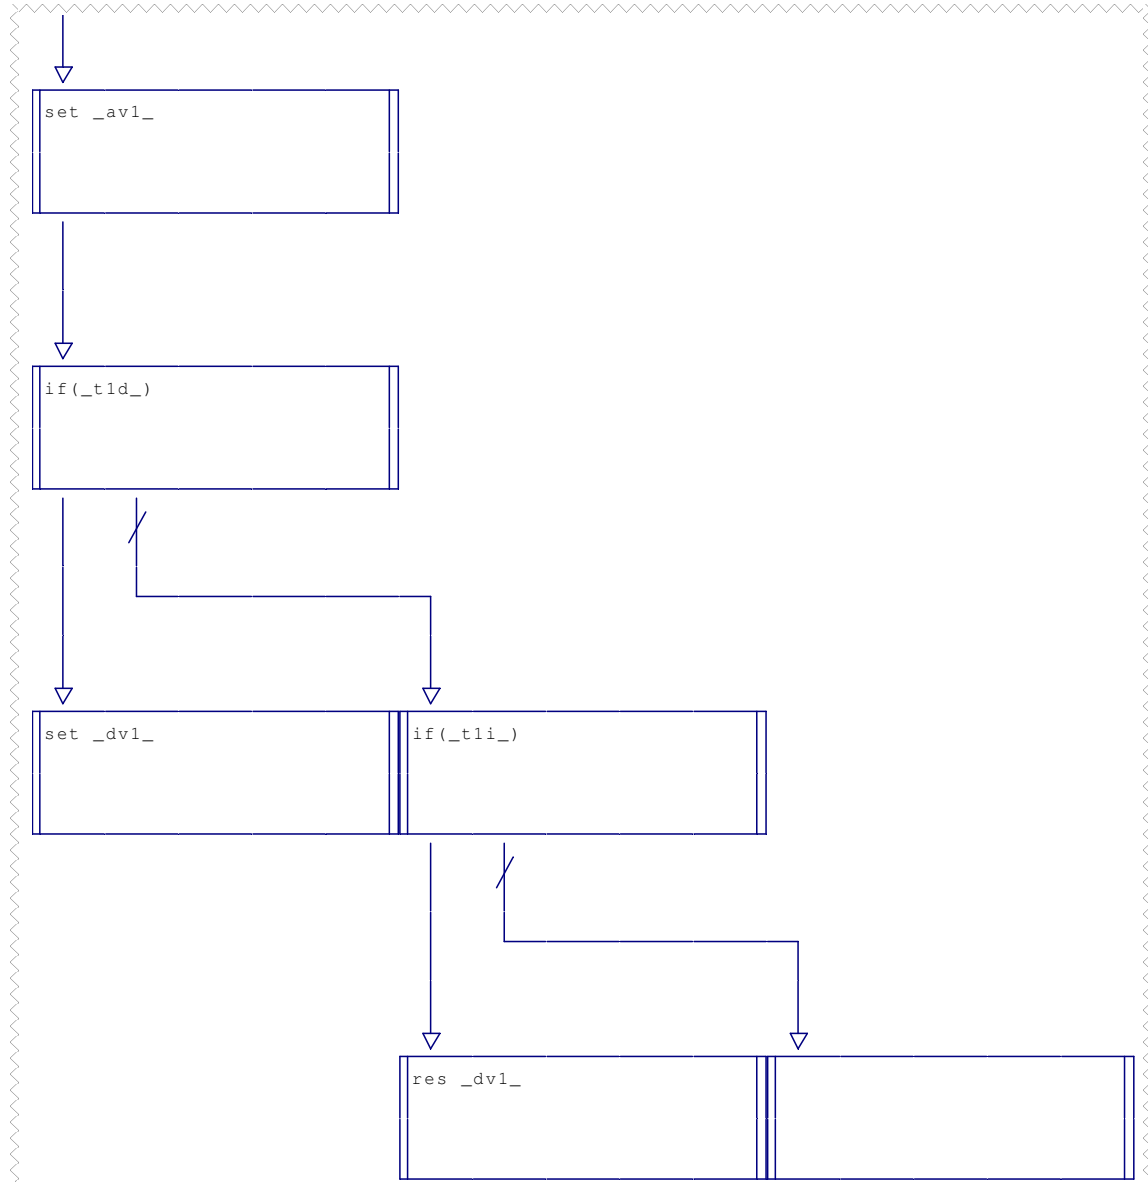 set _av1_
if(_t1d_)
set _dv1_
if(_t1i_)
res _dv1_